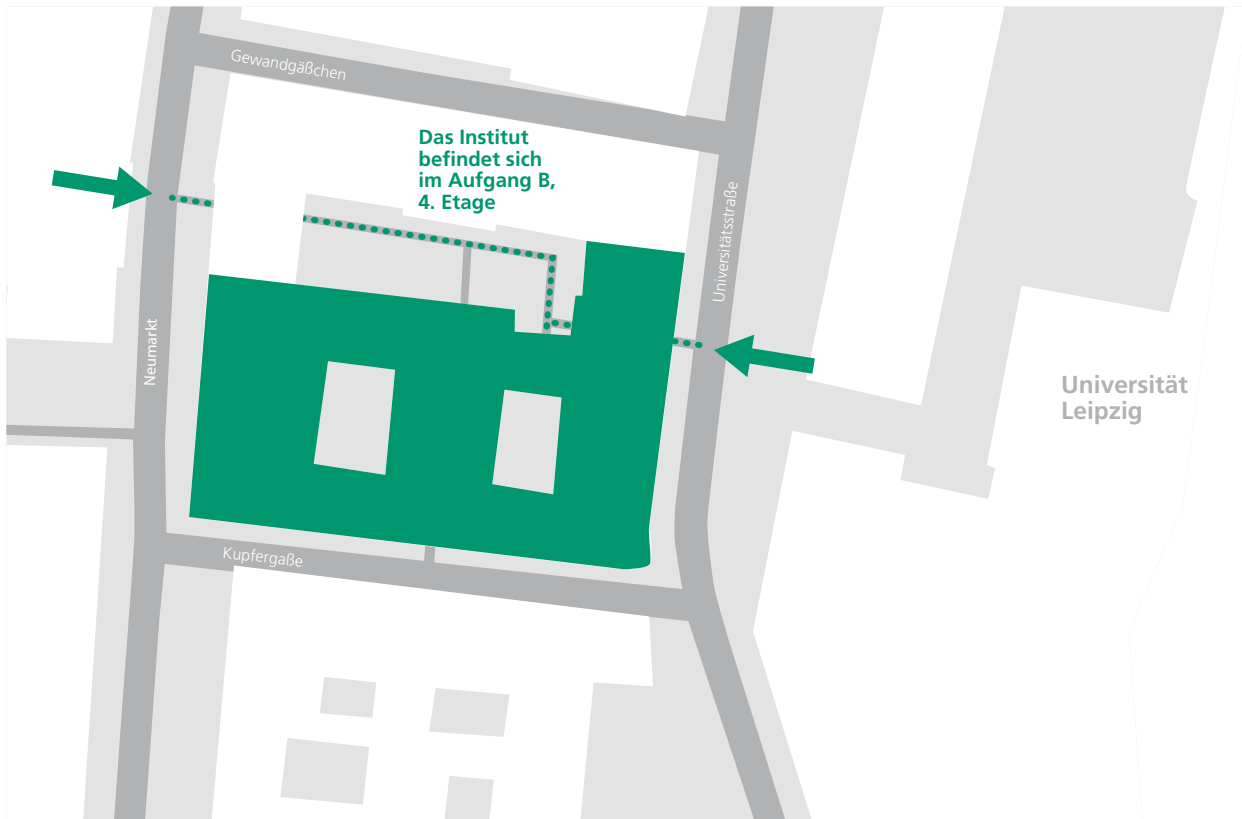 Gewandgäßchen
Das Institut
befindet sich
im Aufgang B,
4. Etage
Universitätsstraße
Neumarkt
Universität
Leipzig
Kupfergaße